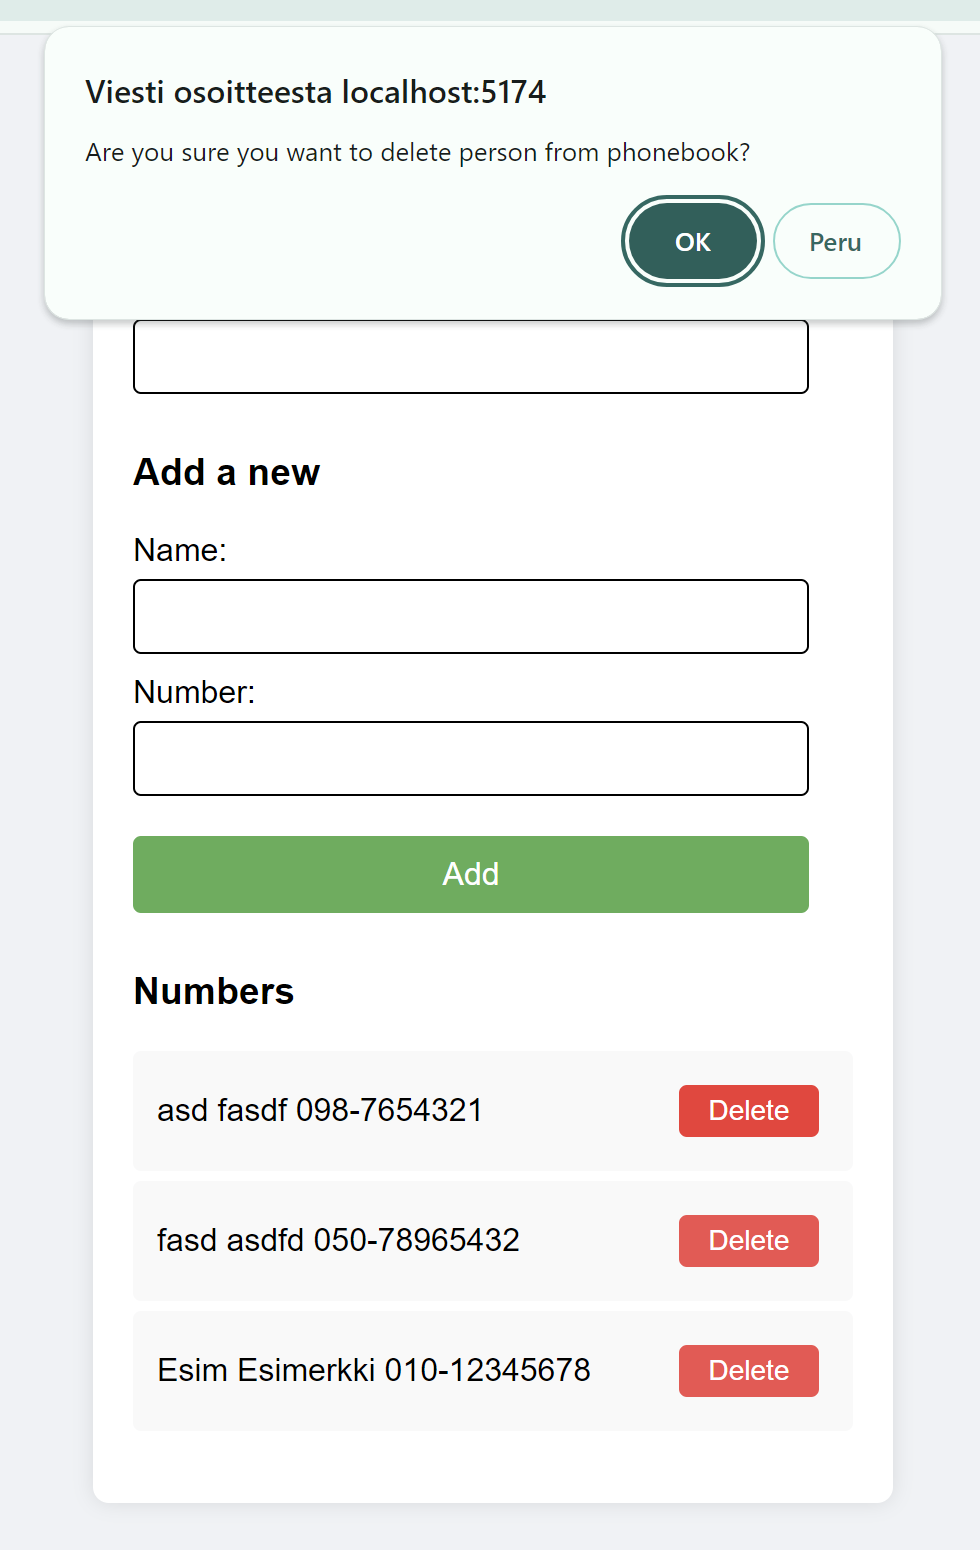 Viesti osoitteesta localhost:5174
Are you sure you want to delete person from phonebook?
OK Peru
Add a new
Name:
Number:
Add
Numbers
asd fasdf 098-7654321 Delete
fasd asdfd 050-78965432 Delete
Esim Esimerkki 010-12345678 Delete